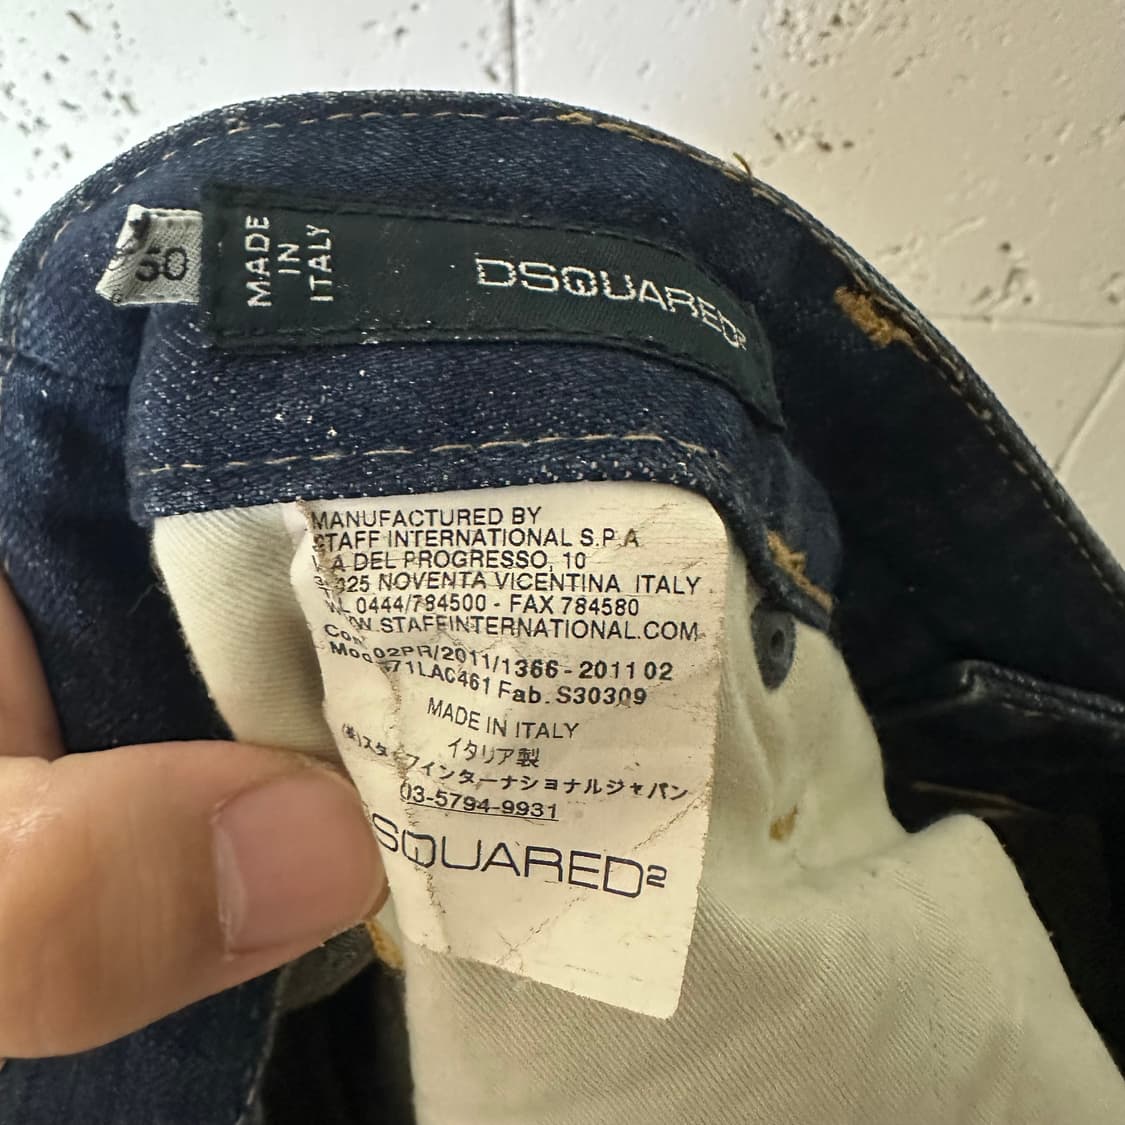 50
MADE
IN
ITALY
DSQUARED²
MANUFACTURED BY
STAFF INTERNATIONAL S.P.A
DEL PROGRESSO, 10
NOVENTA VICENTINA ITALY
0444/784500 - FAX 784580
WWW.STAFFINTERNATIONAL.COM
02PR/2011/1366 - 2011 02
71LAC461 Fab. S30309
MADE IN ITALY
イタリア製
(株)スタッフインターナショナルジャパン
03-5794-9931
DSQUARED²